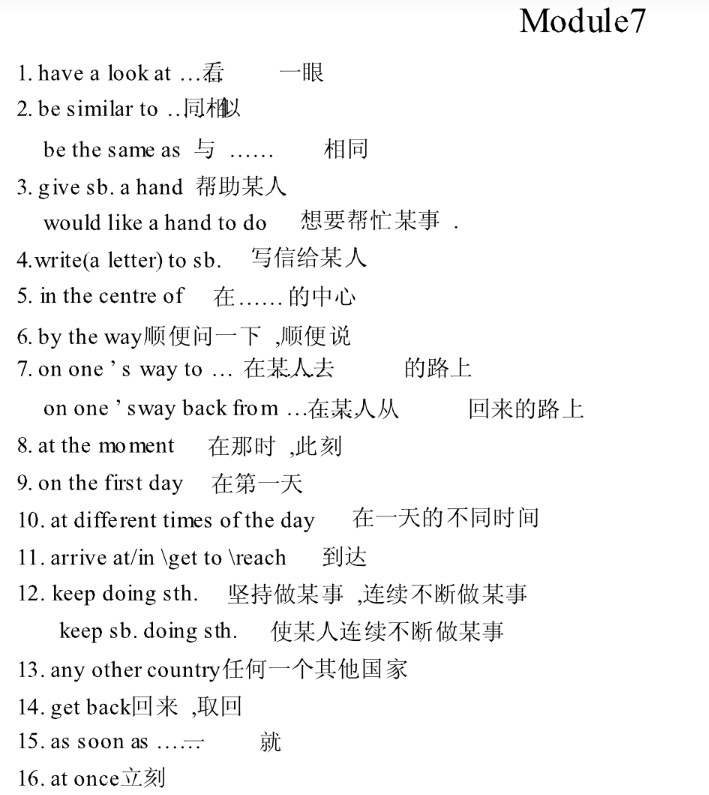 Module7
1. have a look at …看 一眼
2. be similar to ‥同相似
be the same as 与 …… 相同
3. give sb. a hand 帮助某人
would like a hand to do 想要帮忙某事 .
4.write(a letter) to sb. 写信给某人
5. in the centre of 在……的中心
6. by the way顺便问一下 ,顺便说
7. on one ’ s way to … 在某人去 的路上
on one ’ sway back from …在某人从 回来的路上
8. at the moment 在那时 ,此刻
9. on the first day 在第一天
10. at different times of the day 在一天的不同时间
11. arrive at/in \get to \reach 到达
12. keep doing sth. 坚持做某事 ,连续不断做某事
keep sb. doing sth. 使某人连续不断做某事
13. any other country任何一个其他国家
14. get back回来 ,取回
15. as soon as ……一 就
16. at once立刻